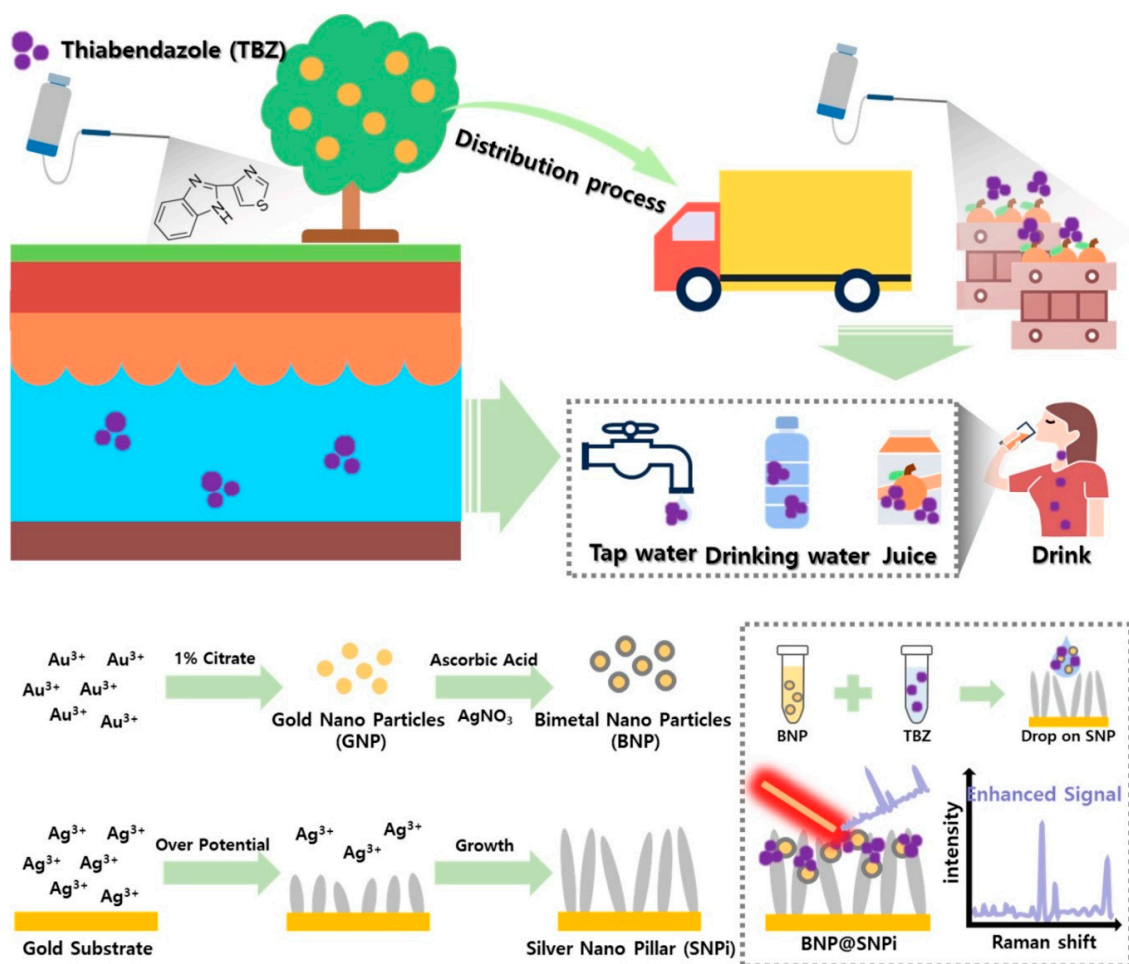 Thiabendazole (TBZ)
N
N
NH
S
Distribution process
Tap water
Drinking water
Juice
Drink
Au³⁺ Au³⁺
Au³⁺ Au³⁺
Au³⁺ Au³⁺
1% Citrate
Gold Nano Particles
(GNP)
Ascorbic Acid
AgNO₃
Bimetal Nano Particles
(BNP)
Ag³⁺ Ag³⁺
Ag³⁺ Ag³⁺
Ag³⁺ Ag³⁺
Gold Substrate
Over Potential
Ag³⁺ Ag³⁺
Ag³⁺
Growth
Silver Nano Pillar (SNPi)
BNP
TBZ
Drop on SNP
BNP@SNPi
Enhanced Signal
intensity
Raman shift